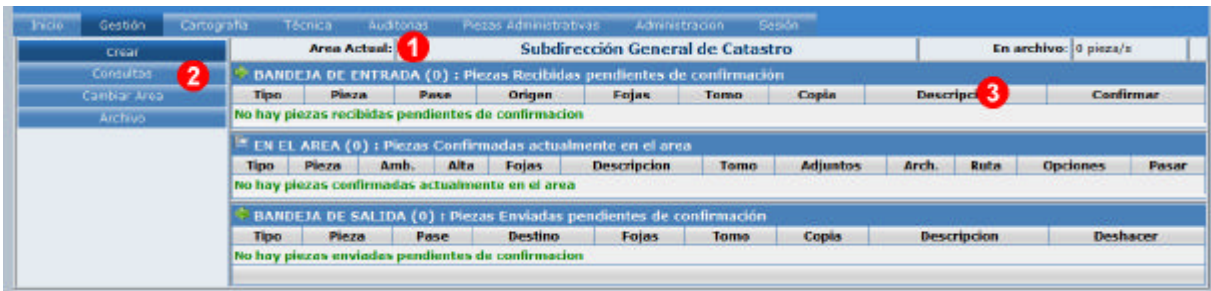 Inicio Gestión Cartografia Técnica Auditorias Piezas Administrativas Administracion Sesión
Crear
Consultas
Cambiar Area
Archivo
Area Actual: Subdirección General de Catastro En archivo: 0 pieza/s
1
2
3
BANDEJA DE ENTRADA (0) : Piezas Recibidas pendientes de confirmación
Tipo Pieza Pase Origen Fojas Tomo Copia Descripci Confirmar
No hay piezas recibidas pendientes de confirmacion
EN EL AREA (0) : Piezas Confirmadas actualmente en el area
Tipo Pieza Amb. Alta Fojas Descripcion Tomo Adjuntos Arch. Ruta Opciones Pasar
No hay piezas confirmadas actualmente en el area
BANDEJA DE SALIDA (0) : Piezas Enviadas pendientes de confirmación
Tipo Pieza Pase Destino Fojas Tomo Copia Descripcion Deshacer
No hay piezas enviadas pendientes de confirmacion